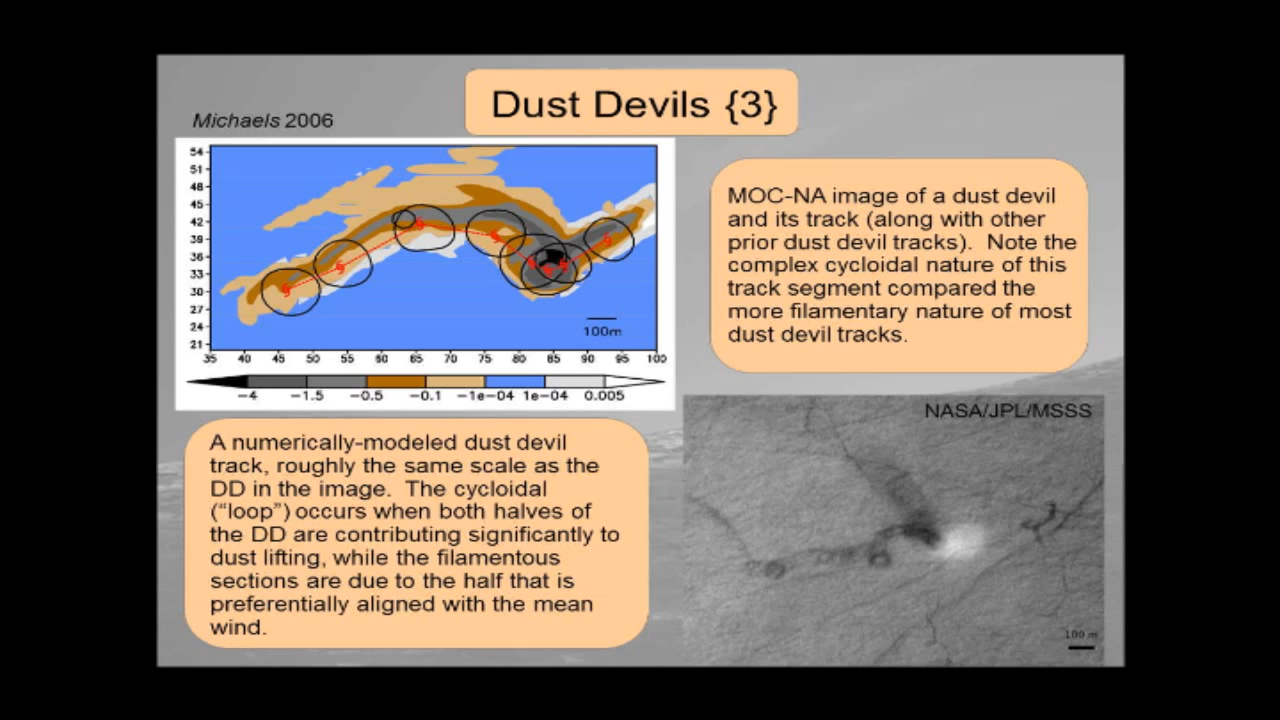 Dust Devils {3}
Michaels 2006
54
51
48
45
42
39
36
33
30
27
24
21
35 40 45 50 55 60 65 70 75 80 85 90 95 100
100m
-4 -1.5 -0.5 -0.1 -1e-04 1e-04 0.005
MOC-NA image of a dust devil
and its track (along with other
prior dust devil tracks). Note the
complex cycloidal nature of this
track segment compared the
more filamentary nature of most
dust devil tracks.
A numerically-modeled dust devil
track, roughly the same scale as the
DD in the image. The cycloidal
(“loop”) occurs when both halves of
the DD are contributing significantly to
dust lifting, while the filamentous
sections are due to the half that is
preferentially aligned with the mean
wind.
NASA/JPL/MSSS
100 m